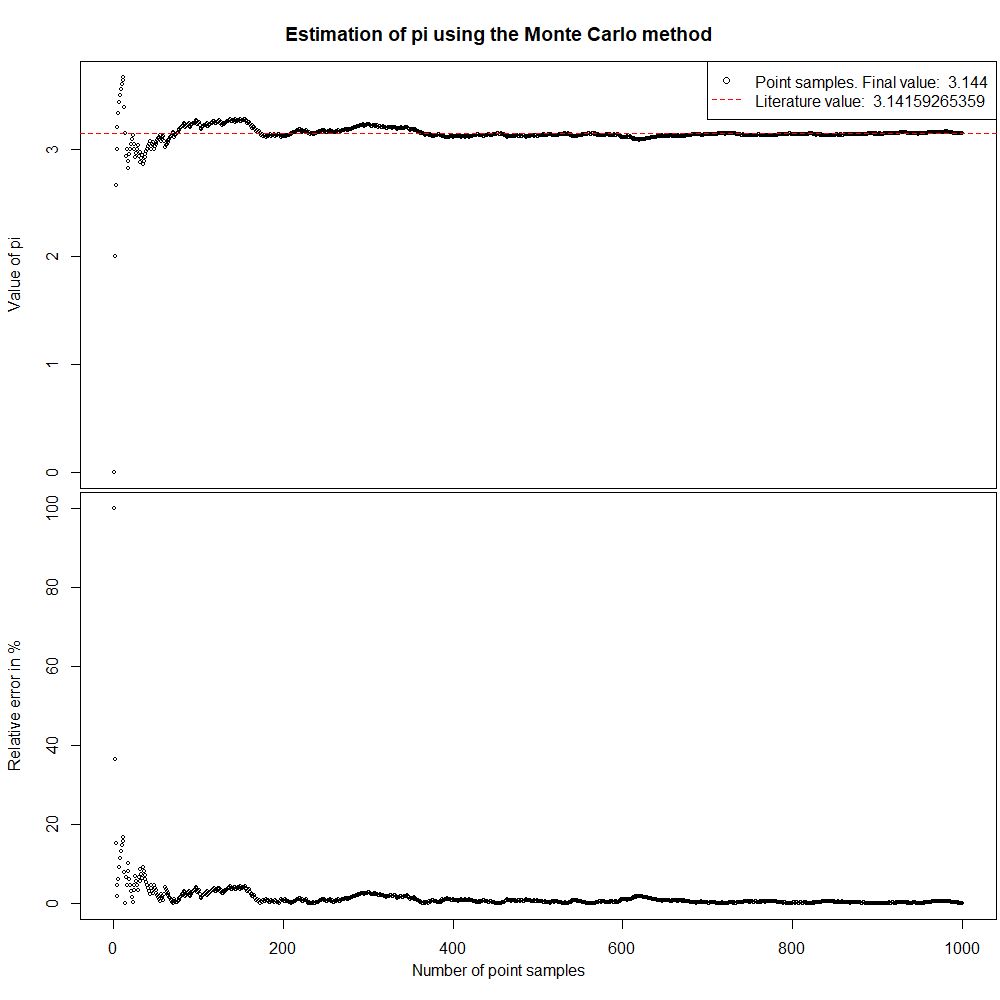 Estimation of pi using the Monte Carlo method
Point samples. Final value: 3.144
Literature value: 3.14159265359
Value of pi
3
2
1
0
Relative error in %
100
80
60
40
20
0
0 200 400 600 800 1000
Number of point samples